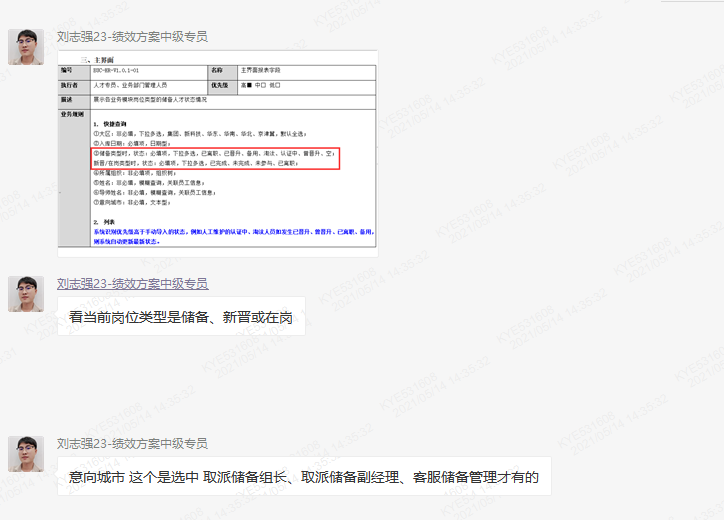 刘志强23-绩效方案中级专员
三、主界面
编号 BSC-HR-V1.0.1-01 名称 主界面报表字段
执行者 人才专员、业务部门管理人员 优先级 高■ 中口 低口
描述 展示各业务模块岗位类型的储备人才状态情况
业务规则
1. 快捷查询
①大区：非必填，下拉多选，集团、新科技、华东、华南、华北、京津冀，默认全选；
②入库日期：必填项，日期型；
③储备类型时，状态：必填项，下拉多选，已离职、已晋升、备用、淘汰、认证中、曾晋升、空；
新晋/在岗类型时，状态：必填项，下拉多选，已完成、未完成、未参与、已离职；
④所属组织：非必填项，组织树；
⑤姓名：非必填，模糊查询，关联员工信息；
⑥导师姓名：非必填，模糊查询，关联员工信息；
⑦意向城市：非必填，文本型；
2. 列表
系统识别优先级高于手动导入的状态，例如人工维护的认证中、淘汰人员如发生已晋升、曾晋升、已离职、备用，
则系统自动更新最新状态。
刘志强23-绩效方案中级专员
看当前岗位类型是储备、新晋或在岗
刘志强23-绩效方案中级专员
意向城市 这个是选中 取派储备组长、取派储备副经理、客服储备管理才有的
KYE531608
2021/05/14 14:35:32